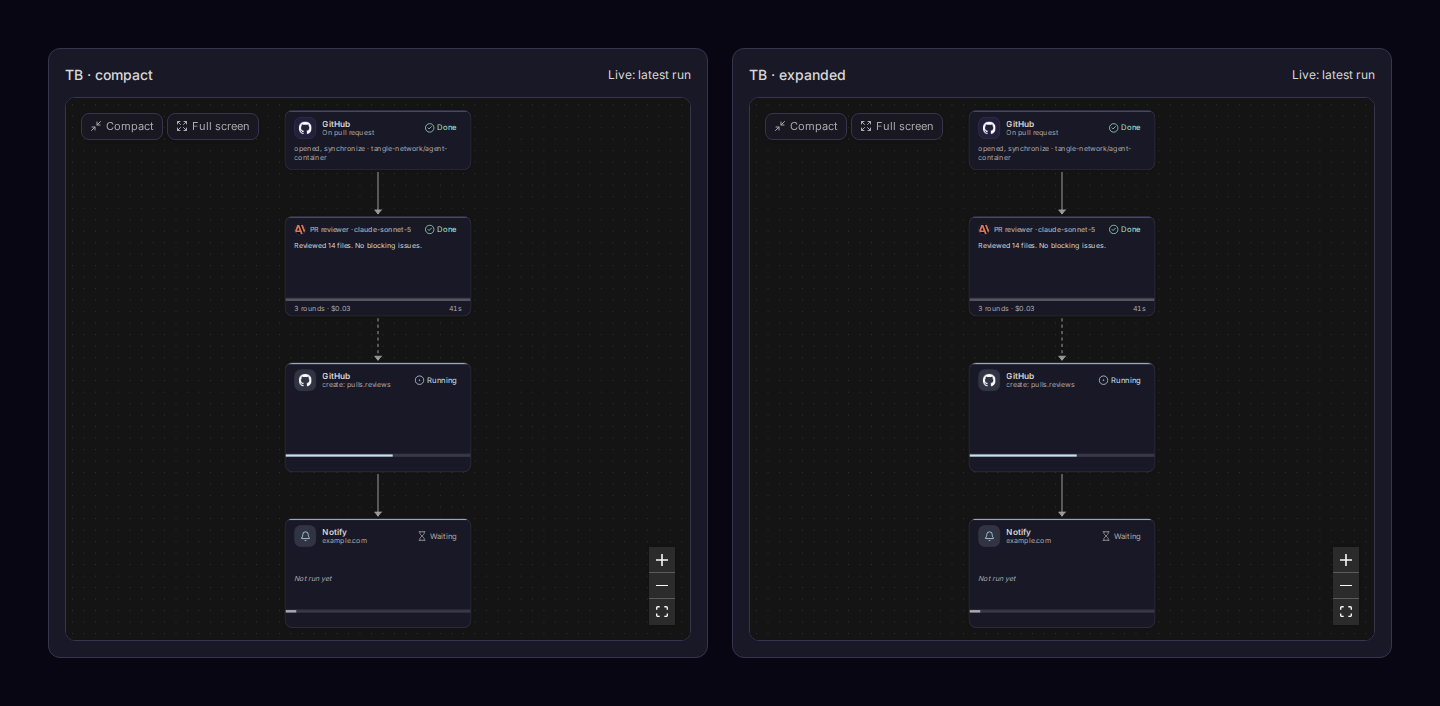 TB · compact
Live: latest run
Compact
Full screen
GitHub
On pull request
Done
opened, synchronize · tangle-network/agent-
container
PR reviewer · claude-sonnet-5
Done
Reviewed 14 files. No blocking issues.
3 rounds · $0.03
41s
GitHub
create: pulls.reviews
Running
Notify
example.com
Waiting
Not run yet
TB · expanded
Live: latest run
Compact
Full screen
GitHub
On pull request
Done
opened, synchronize · tangle-network/agent-
container
PR reviewer · claude-sonnet-5
Done
Reviewed 14 files. No blocking issues.
3 rounds · $0.03
41s
GitHub
create: pulls.reviews
Running
Notify
example.com
Waiting
Not run yet